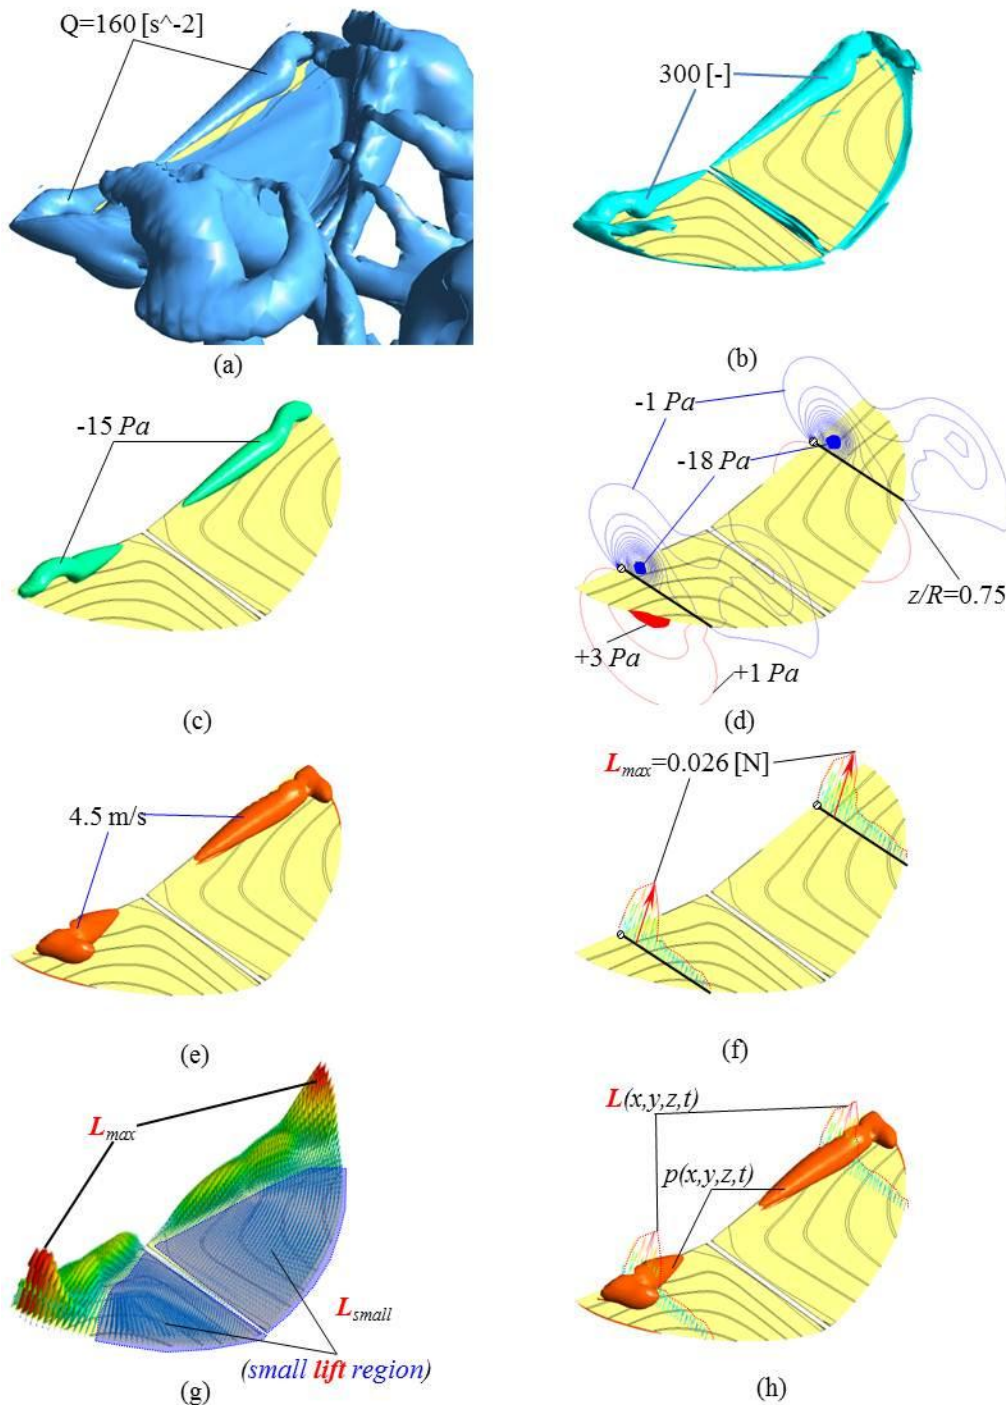 Q=160 [s^-2]
300 [-]
(a)
(b)
-15 Pa
-1 Pa
-18 Pa
z/R=0.75
+3 Pa
+1 Pa
(c)
(d)
4.5 m/s
Lmax=0.026 [N]
(e)
(f)
Lmax
L(x,y,z,t)
p(x,y,z,t)
Lsmall
(small lift region)
(g)
(h)